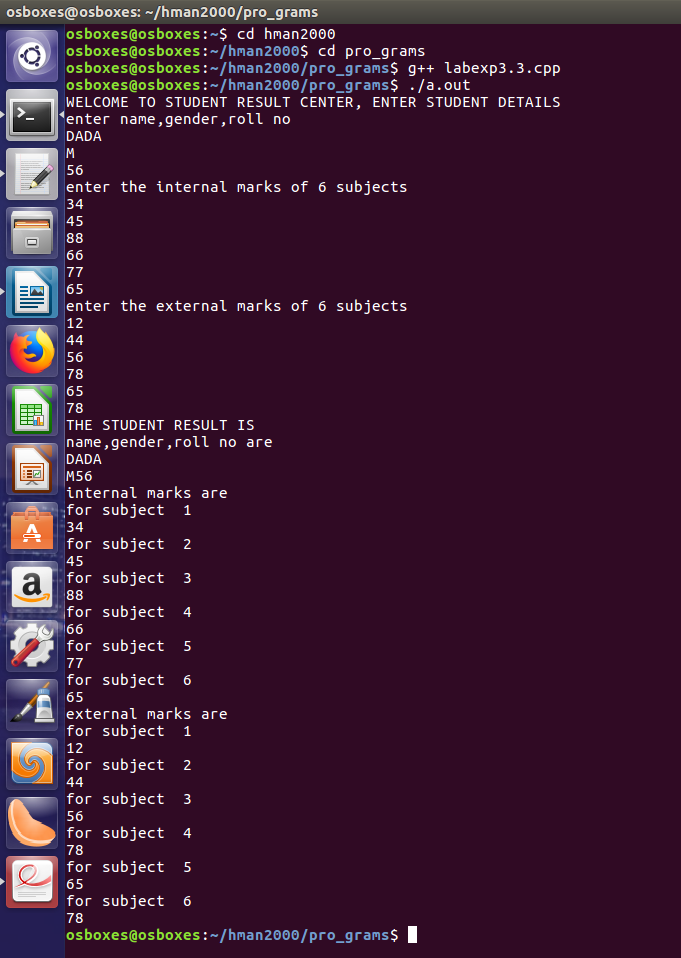 osboxes@osboxes: ~/hman2000/pro_grams
osboxes@osboxes:~$ cd hman2000
osboxes@osboxes:~/hman2000$ cd pro_grams
osboxes@osboxes:~/hman2000/pro_grams$ g++ labexp3.3.cpp
osboxes@osboxes:~/hman2000/pro_grams$ ./a.out
WELCOME TO STUDENT RESULT CENTER, ENTER STUDENT DETAILS
enter name,gender,roll no
DADA
M
56
enter the internal marks of 6 subjects
34
45
88
66
77
65
enter the external marks of 6 subjects
12
44
56
78
65
78
THE STUDENT RESULT IS
name,gender,roll no are
DADA
M56
internal marks are
for subject  1
34
for subject  2
45
for subject  3
88
for subject  4
66
for subject  5
77
for subject  6
65
external marks are
for subject  1
12
for subject  2
44
for subject  3
56
for subject  4
78
for subject  5
65
for subject  6
78
osboxes@osboxes:~/hman2000/pro_grams$